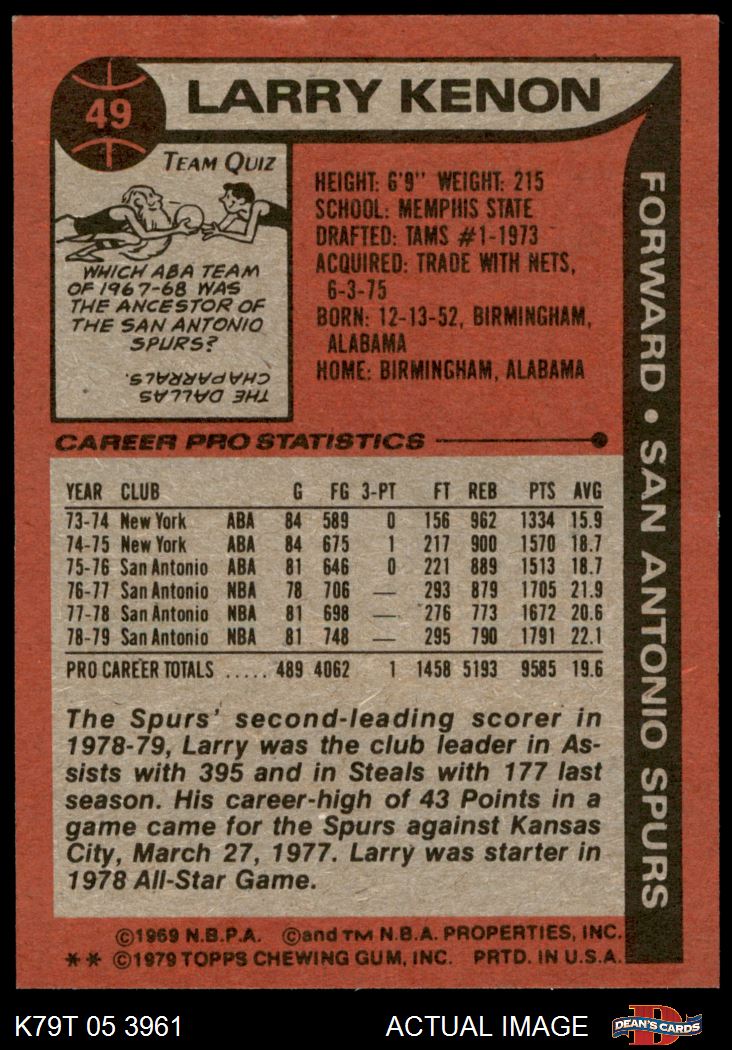 49
LARRY KENON
TEAM QUIZ
WHICH ABA TEAM
OF 1967-68 WAS
THE ANCESTOR OF
THE SAN ANTONIO
SPURS?
THE DALLAS
CHAPARRALS.
HEIGHT: 6'9" WEIGHT: 215
SCHOOL: MEMPHIS STATE
DRAFTED: TAMS #1-1973
ACQUIRED: TRADE WITH NETS,
6-3-75
BORN: 12-13-52, BIRMINGHAM,
ALABAMA
HOME: BIRMINGHAM, ALABAMA
FORWARD • SAN ANTONIO SPURS
CAREER PRO STATISTICS
YEAR CLUB G FG 3-PT FT REB PTS AVG
73-74 New York ABA 84 589 0 156 962 1334 15.9
74-75 New York ABA 84 675 1 217 900 1570 18.7
75-76 San Antonio ABA 81 646 0 221 889 1513 18.7
76-77 San Antonio NBA 78 706 — 293 879 1705 21.9
77-78 San Antonio NBA 81 698 — 276 773 1672 20.6
78-79 San Antonio NBA 81 748 — 295 790 1791 22.1
PRO CAREER TOTALS ..... 489 4062 1 1458 5193 9585 19.6
The Spurs' second-leading scorer in
1978-79, Larry was the club leader in As-
sists with 395 and in Steals with 177 last
season. His career-high of 43 Points in a
game came for the Spurs against Kansas
City, March 27, 1977. Larry was starter in
1978 All-Star Game.
©1969 N.B.P.A. ©and TM N.B.A. PROPERTIES, INC.
** ©1979 TOPPS CHEWING GUM, INC. PRTD. IN U.S.A.
K79T 05 3961
ACTUAL IMAGE
D
DEAN'S CARDS